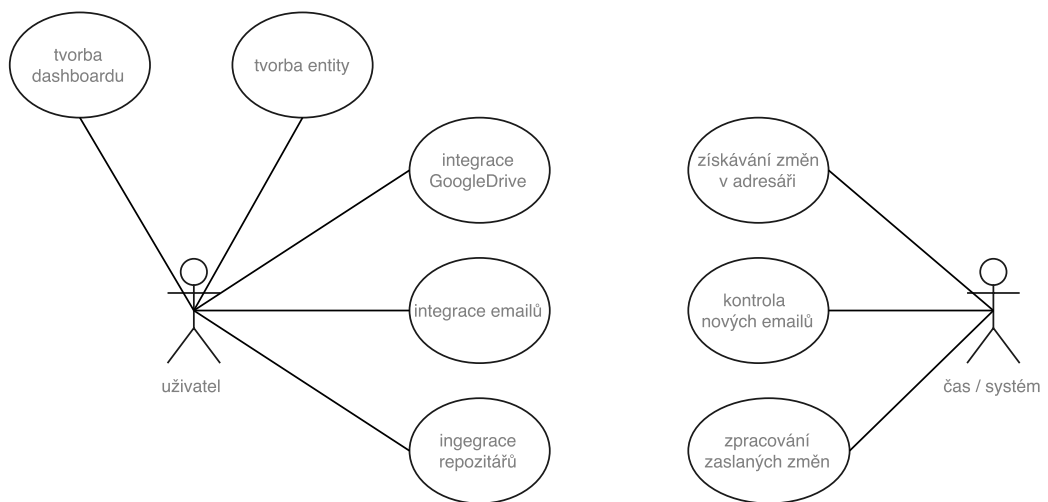 tvorba
dashboardu
tvorba entity
integrace
GoogleDrive
integrace emailů
ingegrace
repozitářů
uživatel
získávání změn
v adresáři
kontrola
nových emailů
zpracování
zaslaných změn
čas / systém